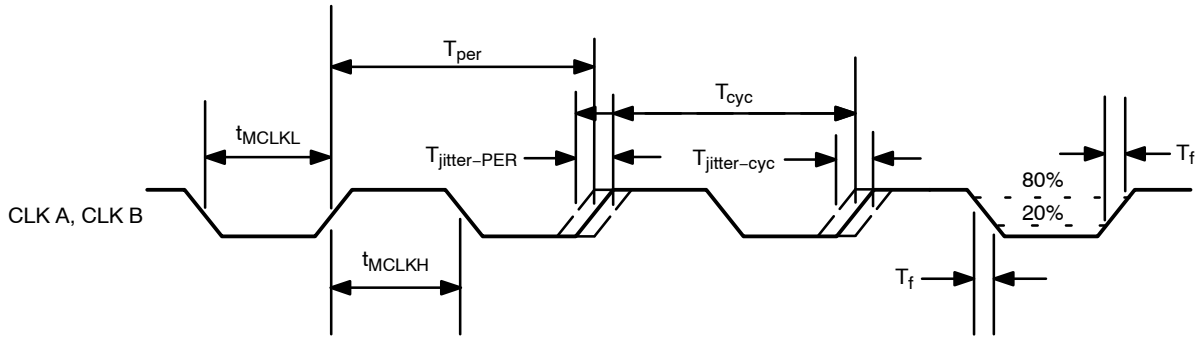 T_per
T_cyc
t_MCLKL
T_jitter–PER
T_jitter–cyc
T_f
80%
CLK A, CLK B
20%
t_MCLKH
T_f